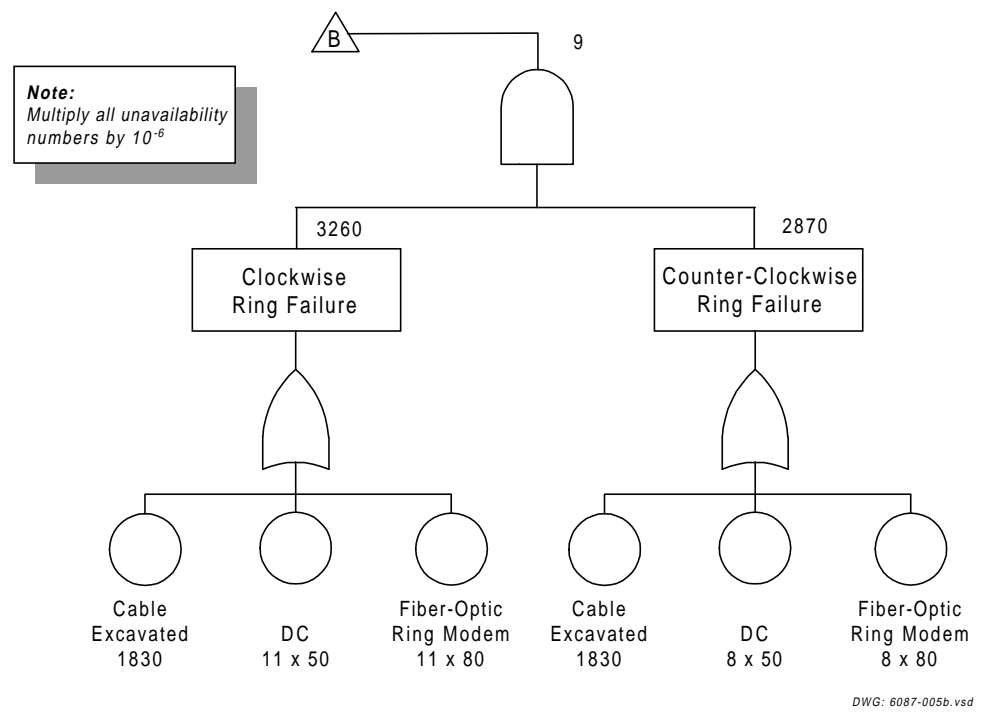 B
9
Note:
Multiply all unavailability
numbers by 10-6
3260
2870
Clockwise
Ring Failure
Counter-Clockwise
Ring Failure
Cable
Excavated
1830
DC
11 x 50
Fiber-Optic
Ring Modem
11 x 80
Cable
Excavated
1830
DC
8 x 50
Fiber-Optic
Ring Modem
8 x 80
DWG: 6087-005b.vsd